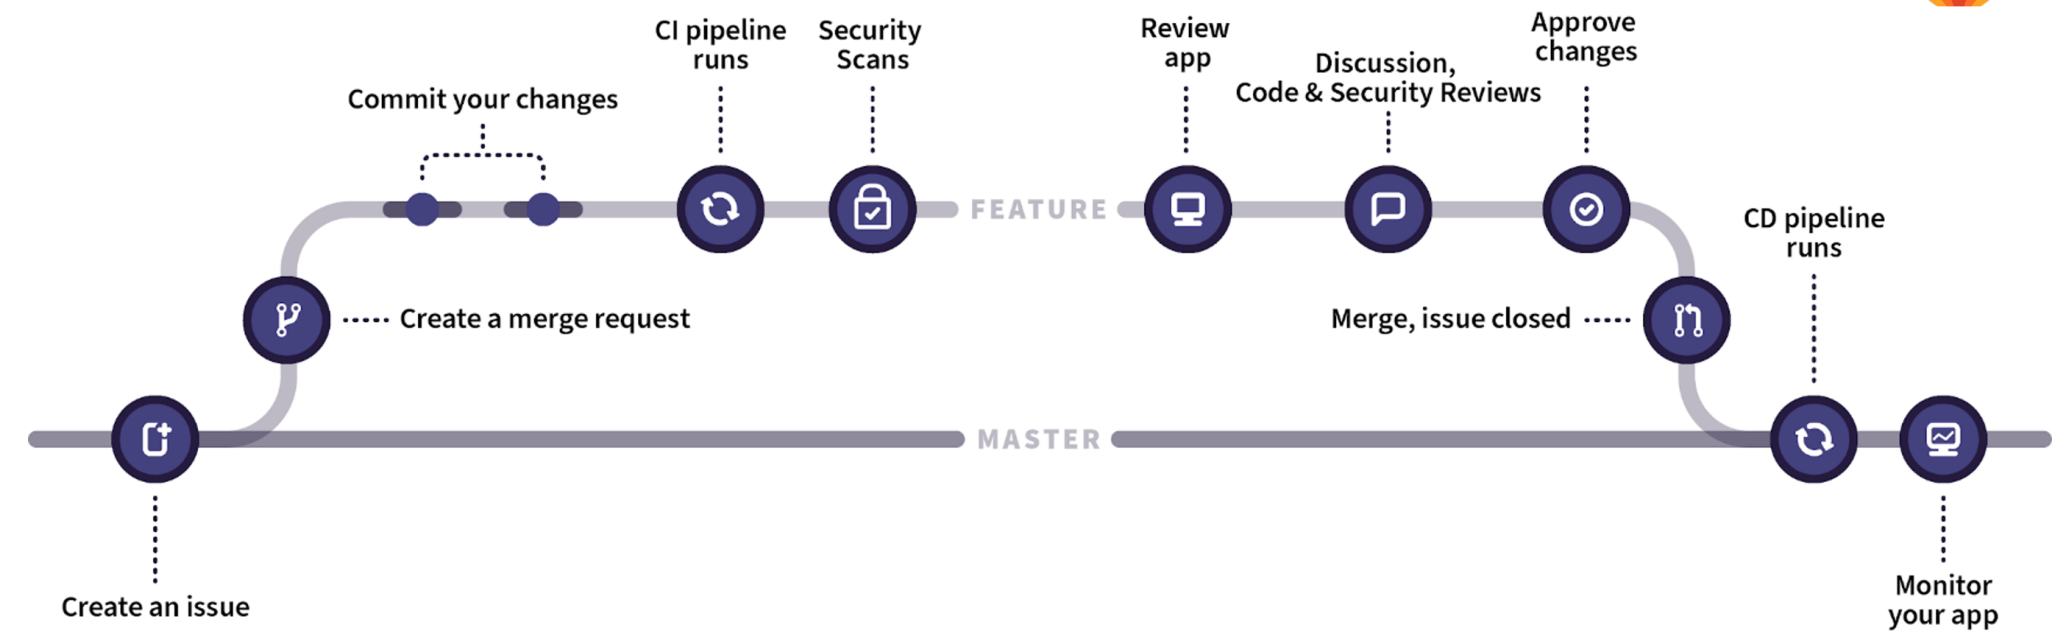 CI pipeline
runs
Security
Scans
Review
app
Approve
changes
Discussion,
Code & Security Reviews
Commit your changes
FEATURE
CD pipeline
runs
Create a merge request
Merge, issue closed
MASTER
Create an issue
Monitor
your app